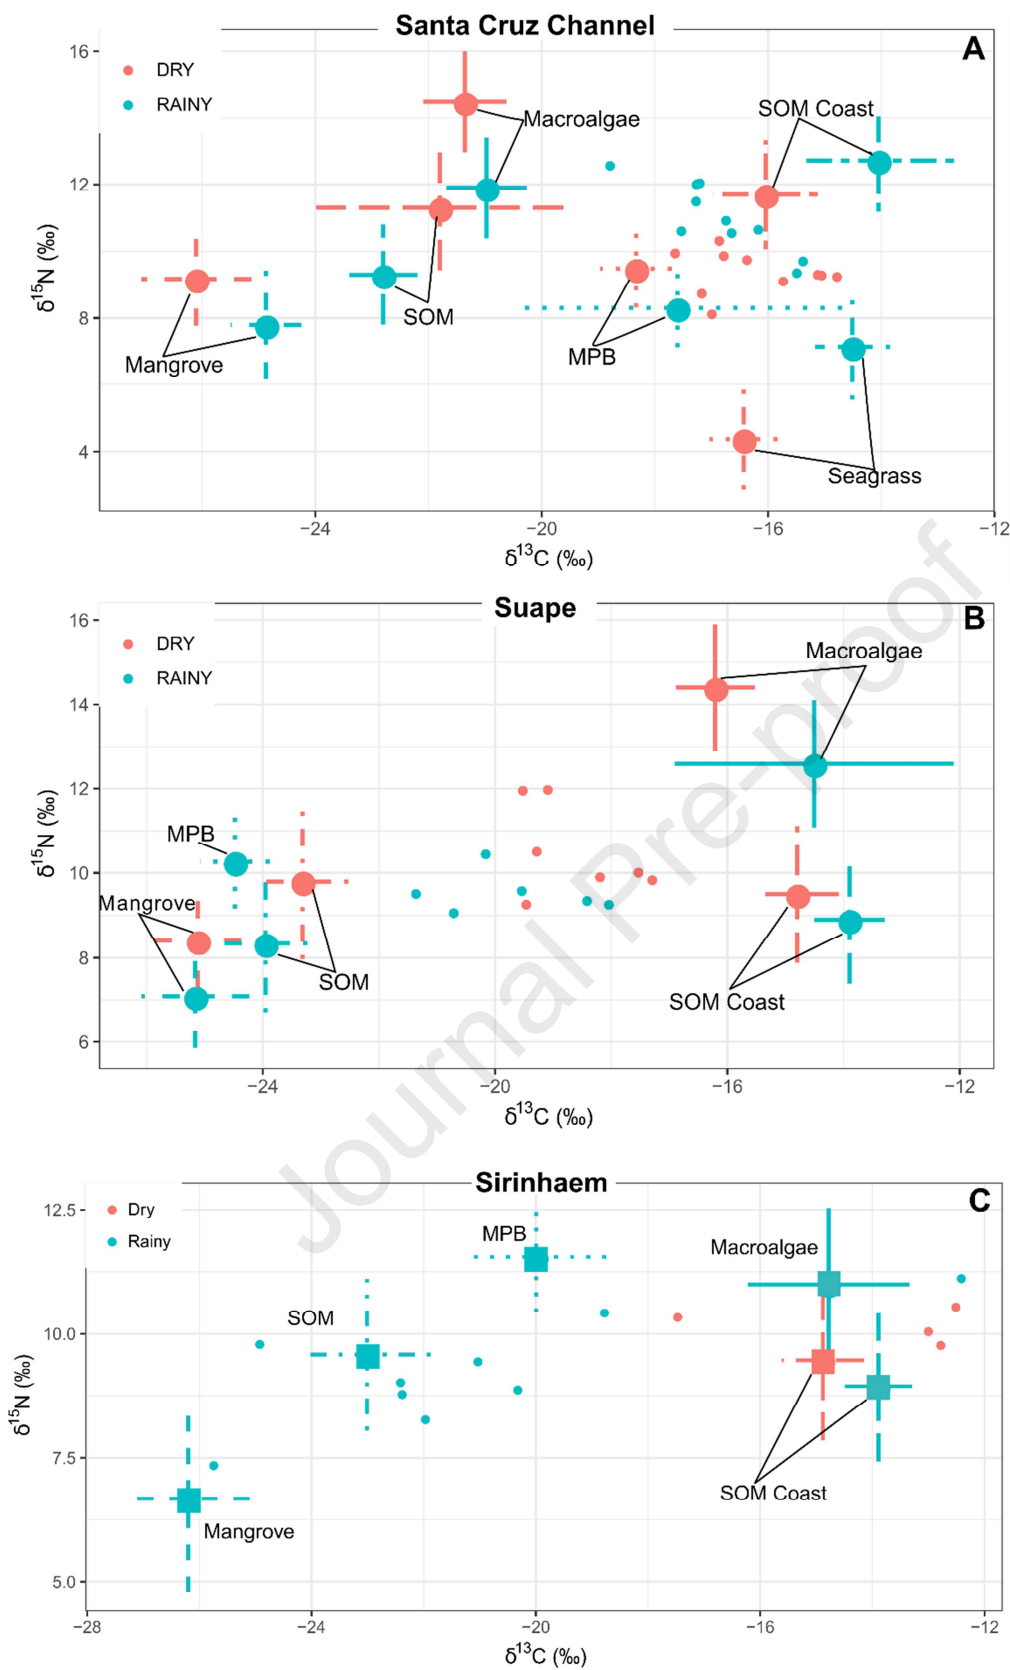 Santa Cruz Channel
A
DRY
RAINY
Macroalgae
SOM Coast
SOM
Mangrove
MPB
Seagrass
16
12
8
4
δ15N (‰)
−24
−20
−16
−12
δ13C (‰)
Suape
B
DRY
RAINY
Macroalgae
MPB
Mangrove
SOM
SOM Coast
16
14
12
10
8
6
δ15N (‰)
−24
−20
−16
−12
δ13C (‰)
Sirinhaem
C
Dry
Rainy
MPB
Macroalgae
SOM
SOM Coast
Mangrove
12.5
10.0
7.5
5.0
δ15N (‰)
−28
−24
−20
−16
−12
δ13C (‰)
Journal Pre-proof